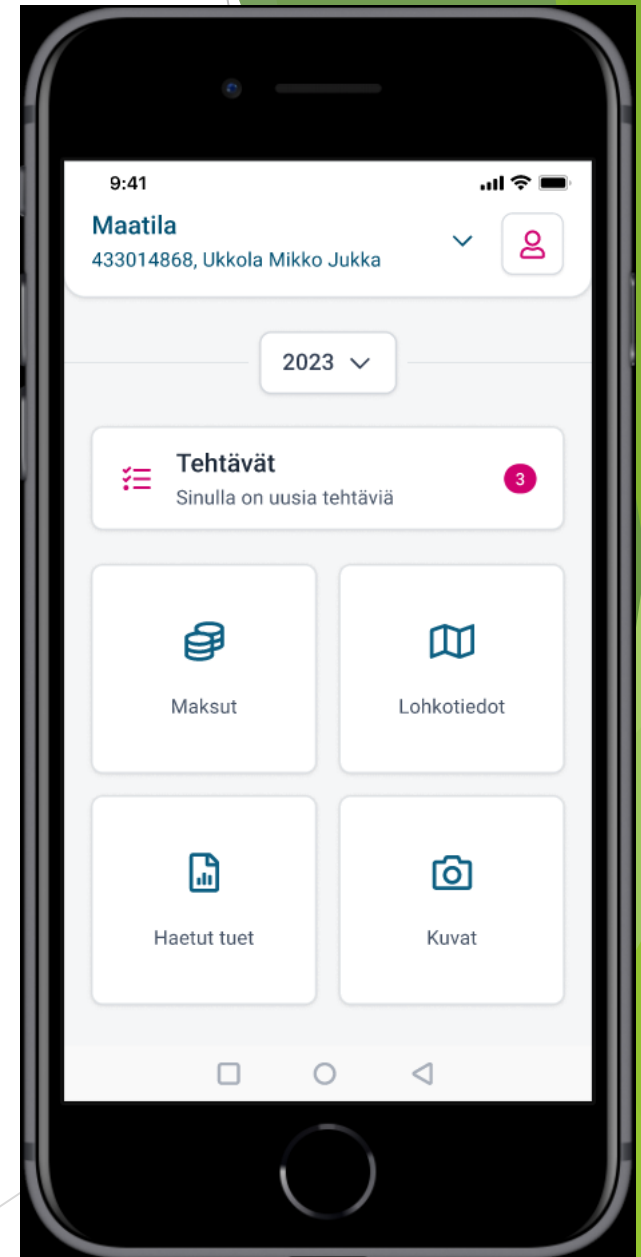 9:41
Maatila
433014868, Ukkola Mikko Jukka
2023
Tehtävät
Sinulla on uusia tehtäviä
3
Maksut
Lohkotiedot
Haetut tuet
Kuvat